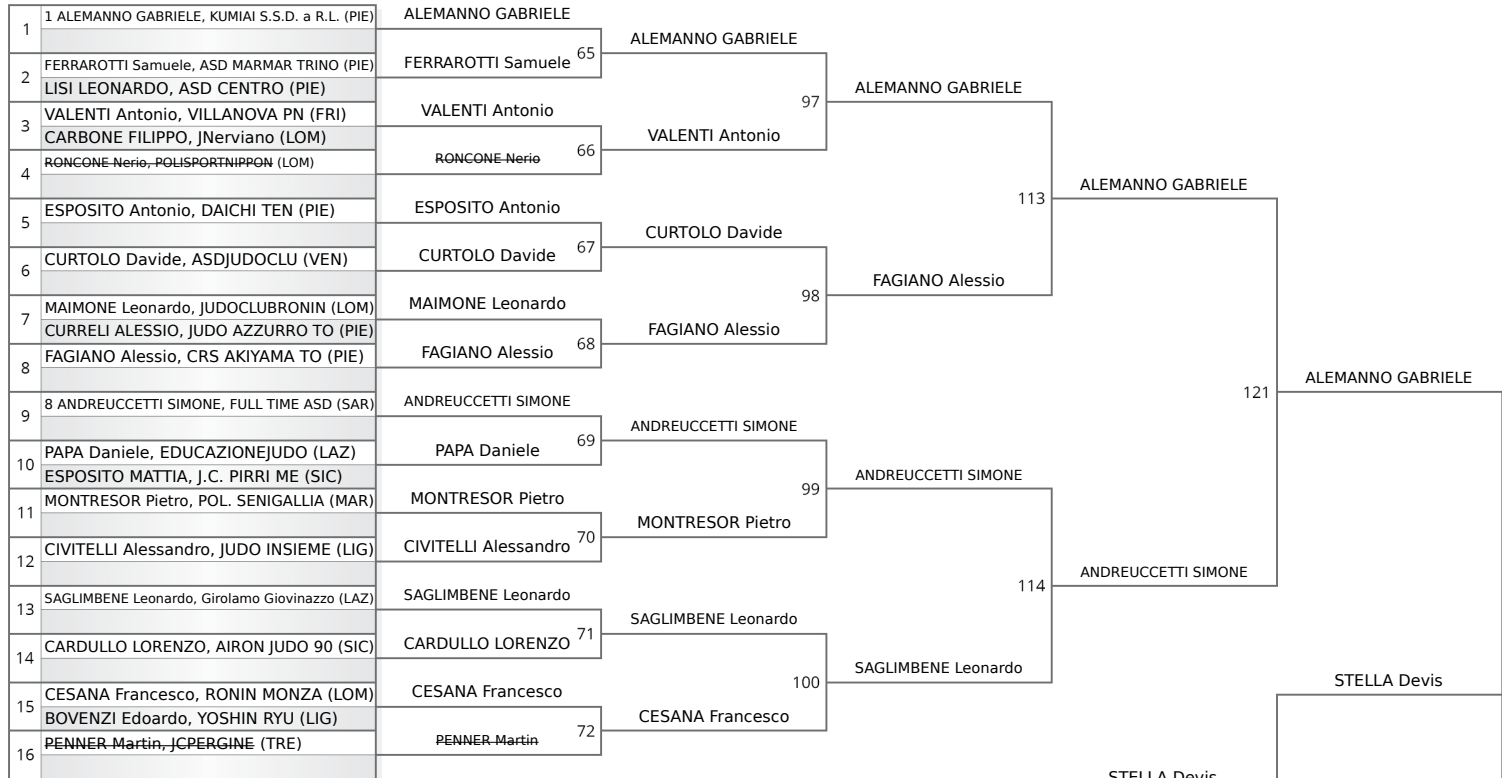 1
1 ALEMANNO GABRIELE, KUMIAI S.S.D. a R.L. (PIE)
2
FERRAROTTI Samuele, ASD MARMAR TRINO (PIE)
LISI LEONARDO, ASD CENTRO (PIE)
3
VALENTI Antonio, VILLANOVA PN (FRI)
CARBONE FILIPPO, JNerviano (LOM)
4
RONCONE Nerio, POLISPORTNIPPON (LOM)
5
ESPOSITO Antonio, DAICHI TEN (PIE)
6
CURTOLO Davide, ASDJUDOCLU (VEN)
7
MAIMONE Leonardo, JUDOCLUBRONIN (LOM)
CURRELI ALESSIO, JUDO AZZURRO TO (PIE)
8
FAGIANO Alessio, CRS AKIYAMA TO (PIE)
9
8 ANDREUCCETTI SIMONE, FULL TIME ASD (SAR)
10
PAPA Daniele, EDUCAZIONEJUDO (LAZ)
ESPOSITO MATTIA, J.C. PIRRI ME (SIC)
11
MONTRESOR Pietro, POL. SENIGALLIA (MAR)
12
CIVITELLI Alessandro, JUDO INSIEME (LIG)
13
SAGLIMBENE Leonardo, Girolamo Giovinazzo (LAZ)
14
CARDULLO LORENZO, AIRON JUDO 90 (SIC)
15
CESANA Francesco, RONIN MONZA (LOM)
BOVENZI Edoardo, YOSHIN RYU (LIG)
16
PENNER Martin, JCPERGINE (TRE)
ALEMANNO GABRIELE
65
FERRAROTTI Samuele
VALENTI Antonio
66
RONCONE Nerio
ESPOSITO Antonio
67
CURTOLO Davide
MAIMONE Leonardo
68
FAGIANO Alessio
ANDREUCCETTI SIMONE
69
PAPA Daniele
MONTRESOR Pietro
70
CIVITELLI Alessandro
SAGLIMBENE Leonardo
71
CARDULLO LORENZO
CESANA Francesco
72
PENNER Martin
ALEMANNO GABRIELE
97
VALENTI Antonio
CURTOLO Davide
98
FAGIANO Alessio
ANDREUCCETTI SIMONE
99
MONTRESOR Pietro
SAGLIMBENE Leonardo
100
CESANA Francesco
ALEMANNO GABRIELE
113
FAGIANO Alessio
ANDREUCCETTI SIMONE
114
SAGLIMBENE Leonardo
ALEMANNO GABRIELE
121
ANDREUCCETTI SIMONE
STELLA Devis
ALEMANNO GABRIELE
STELLA Devis